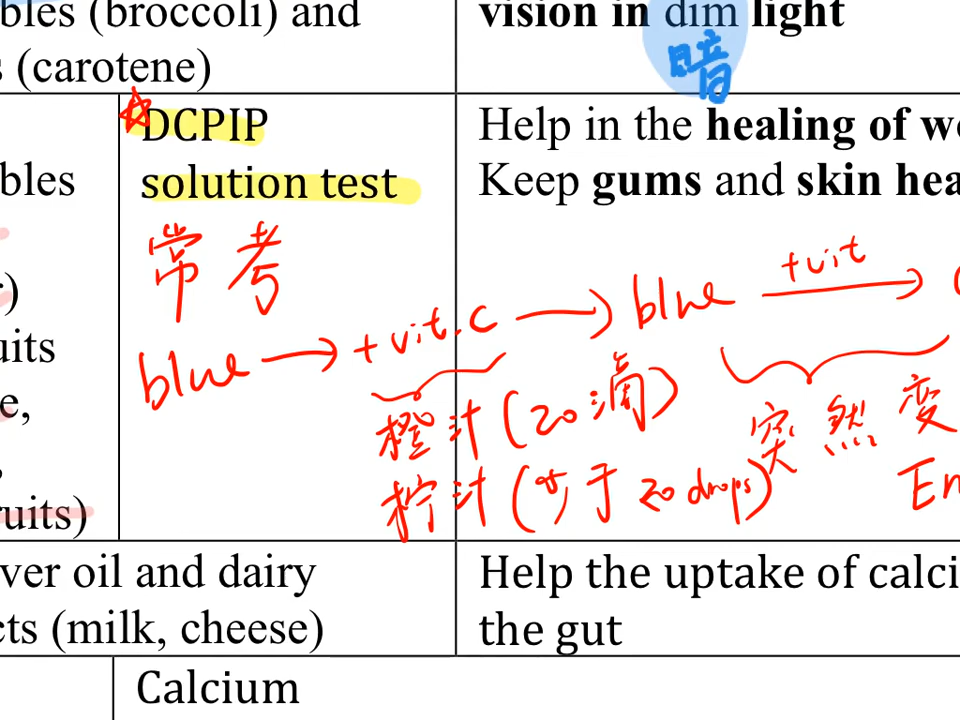 bles (broccoli) and
s (carotene)
vision in dim light
暗
bles
r)
uits
e,
,
ruits)
DCPIP
solution test
常考
Help in the healing of w
Keep gums and skin hea
blue → + vit.c → blue +vit →
橙汁 (20滴)
柠汁 (少于 20 drops)
突然变
En
ver oil and dairy
cts (milk, cheese)
Help the uptake of calci
the gut
Calcium